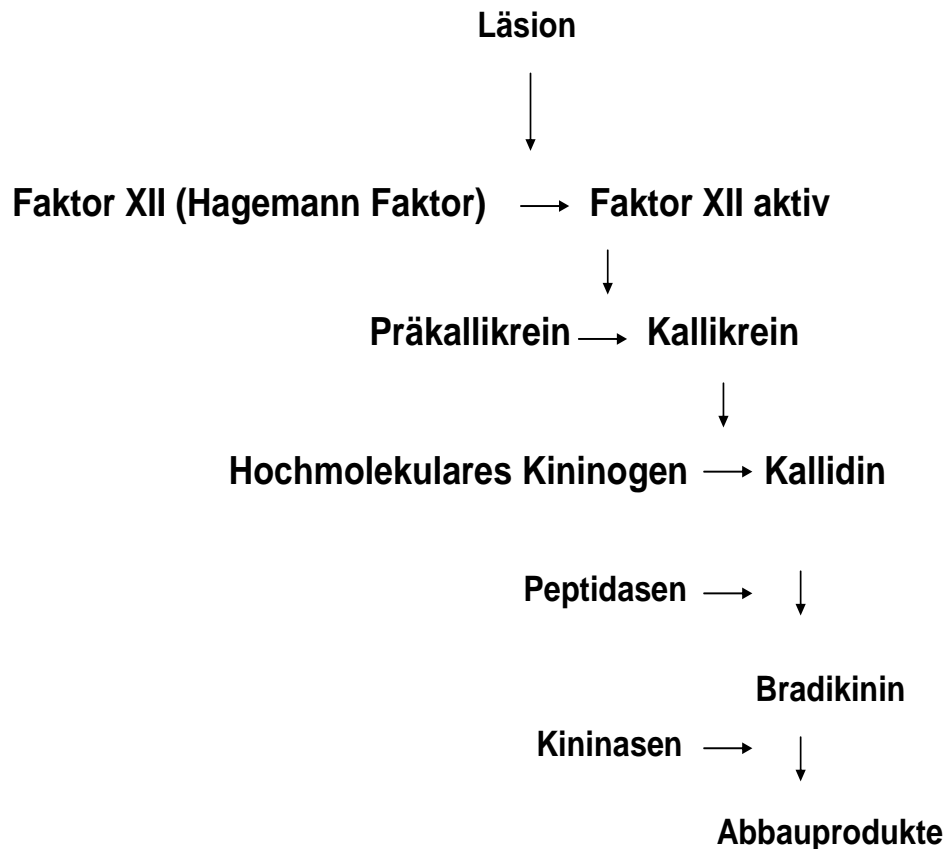 Läsion
Faktor XII (Hagemann Faktor) → Faktor XII aktiv
Präkallikrein → Kallikrein
Hochmolekulares Kininogen → Kallidin
Peptidasen →
Bradikinin
Kininasen →
Abbauprodukte